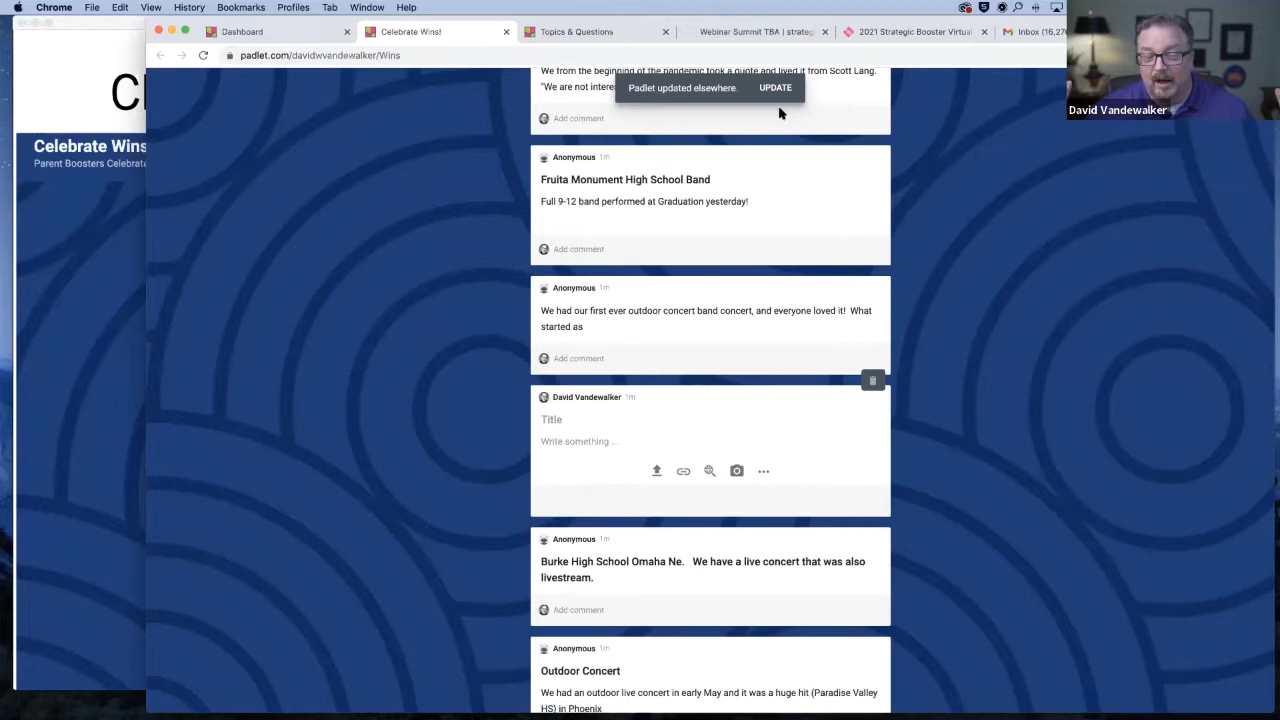 Chrome File Edit View History Bookmarks Profiles Tab Window Help
Dashboard
Celebrate Wins!
Topics & Questions
Webinar Summit TBA | strateg
2021 Strategic Booster Virtual
Inbox (16,27
padlet.com/davidwvandewalker/Wins
Celebrate Wins
Parent Boosters Celebrate
We from the beginning of the pandemic took a quote and lived it from Scott Lang.
"We are not intere
Padlet updated elsewhere. UPDATE
Add comment
Anonymous 1m
Fruita Monument High School Band
Full 9-12 band performed at Graduation yesterday!
Add comment
Anonymous 1m
We had our first ever outdoor concert band concert, and everyone loved it! What
started as
Add comment
David Vandewalker 1m
Title
Write something ...
Anonymous 1m
Burke High School Omaha Ne. We have a live concert that was also
livestream.
Add comment
Anonymous 1m
Outdoor Concert
We had an outdoor live concert in early May and it was a huge hit (Paradise Valley
HS) in Phoenix
David Vandewalker